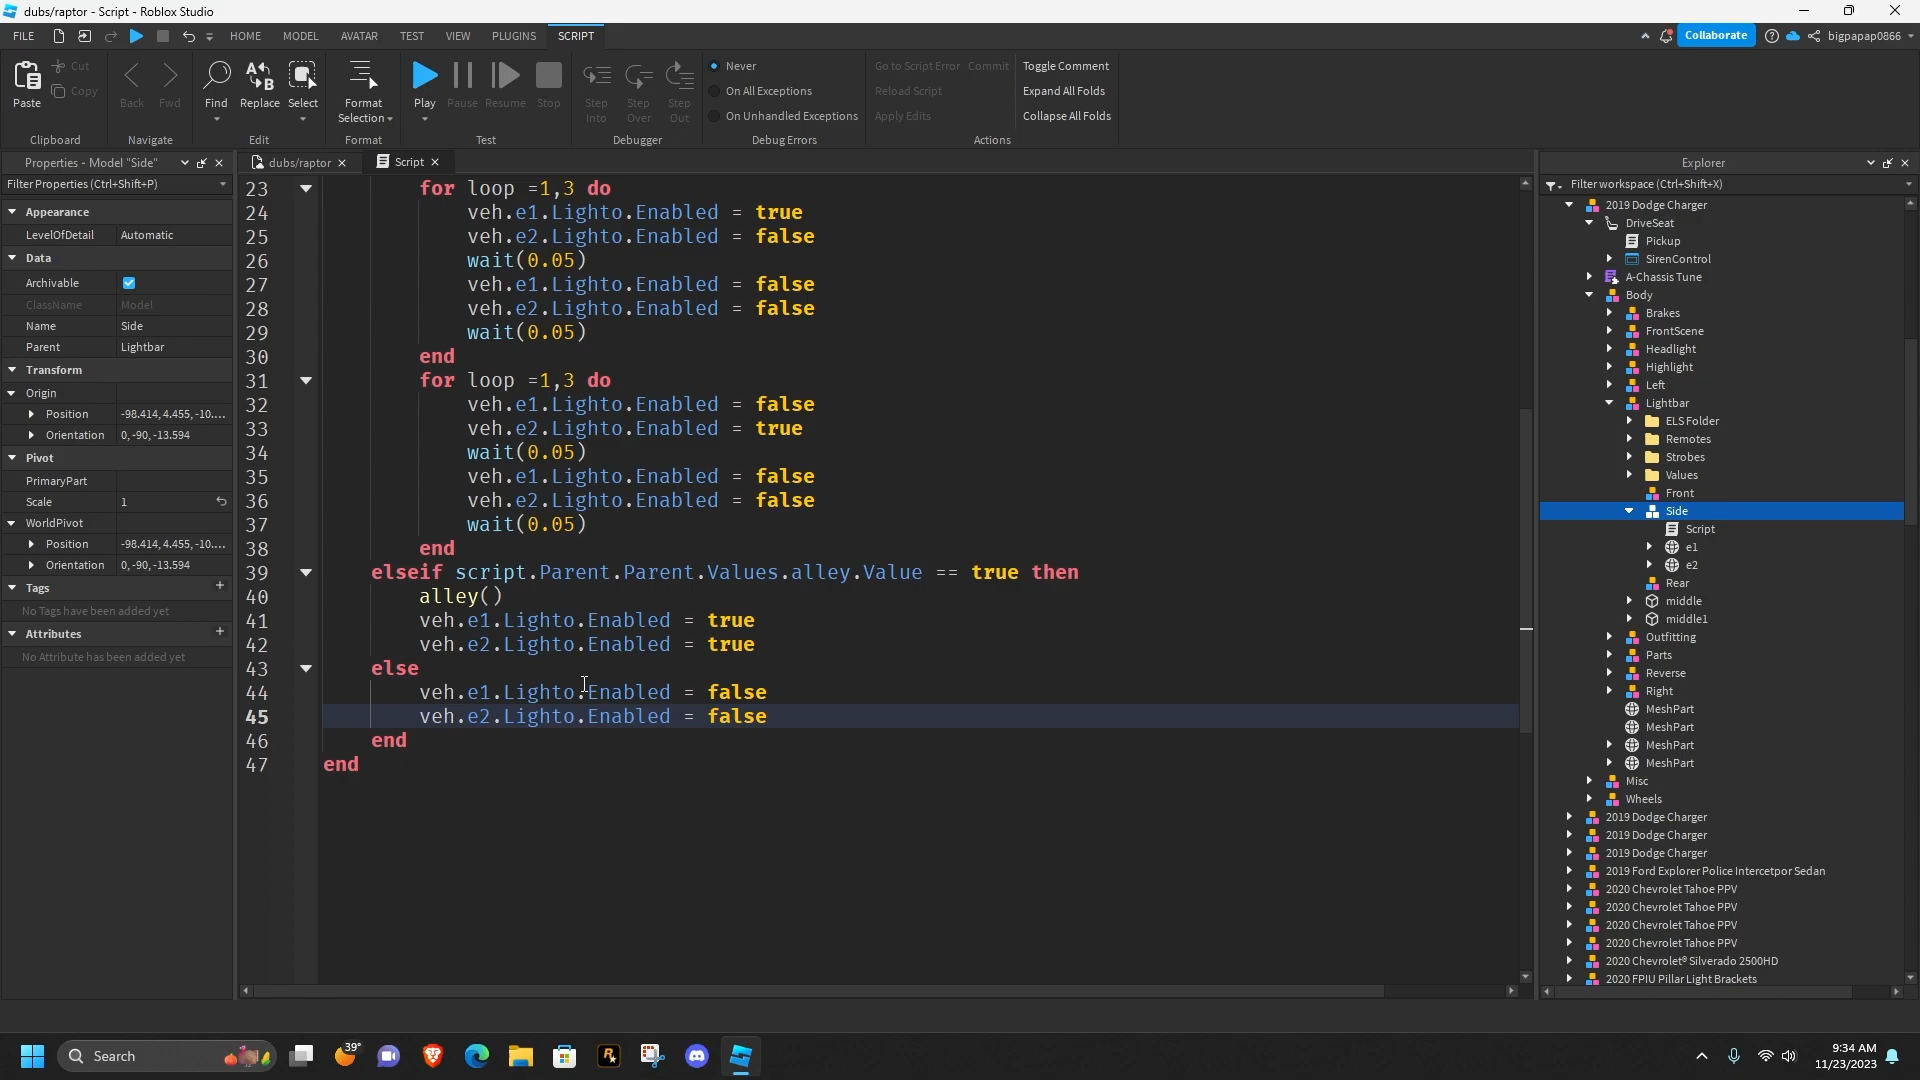 dubs/raptor - Script - Roblox Studio
FILE HOME MODEL AVATAR TEST VIEW PLUGINS SCRIPT Collaborate bigpapap0866
Paste Cut Copy Back Fwd Find Replace Select Format Selection Play Pause Resume Stop Step Into Step Over Step Out
Never
On All Exceptions
On Unhandled Exceptions
Go to Script Error Commit
Reload Script
Apply Edits
Toggle Comment
Expand All Folds
Collapse All Folds
Clipboard Navigate Edit Format Test Debugger Debug Errors Actions
Properties - Model "Side"
Filter Properties (Ctrl+Shift+P)
Appearance
LevelOfDetail Automatic
Data
Archivable
ClassName Model
Name Side
Parent Lightbar
Transform
Origin
Position -98.414, 4.455, -10....
Orientation 0, -90, -13.594
Pivot
PrimaryPart
Scale 1
WorldPivot
Position -98.414, 4.455, -10....
Orientation 0, -90, -13.594
Tags +
No Tags have been added yet
Attributes +
No Attribute has been added yet
dubs/raptor Script
23 for loop =1,3 do
24 veh.e1.Lighto.Enabled = true
25 veh.e2.Lighto.Enabled = false
26 wait(0.05)
27 veh.e1.Lighto.Enabled = false
28 veh.e2.Lighto.Enabled = false
29 wait(0.05)
30 end
31 for loop =1,3 do
32 veh.e1.Lighto.Enabled = false
33 veh.e2.Lighto.Enabled = true
34 wait(0.05)
35 veh.e1.Lighto.Enabled = false
36 veh.e2.Lighto.Enabled = false
37 wait(0.05)
38 end
39 elseif script.Parent.Parent.Values.alley.Value == true then
40 alley()
41 veh.e1.Lighto.Enabled = true
42 veh.e2.Lighto.Enabled = true
43 else
44 veh.e1.Lighto.Enabled = false
45 veh.e2.Lighto.Enabled = false
46 end
47 end
Explorer
Filter workspace (Ctrl+Shift+X)
2019 Dodge Charger
DriveSeat
Pickup
SirenControl
A-Chassis Tune
Body
Brakes
FrontScene
Headlight
Highlight
Left
Lightbar
ELS Folder
Remotes
Strobes
Values
Front
Side
Script
e1
e2
Rear
middle
middle1
Outfitting
Parts
Reverse
Right
MeshPart
MeshPart
MeshPart
MeshPart
Misc
Wheels
2019 Dodge Charger
2019 Dodge Charger
2019 Dodge Charger
2019 Ford Explorer Police Intercetpor Sedan
2020 Chevrolet Tahoe PPV
2020 Chevrolet Tahoe PPV
2020 Chevrolet Tahoe PPV
2020 Chevrolet Tahoe PPV
2020 Chevrolet® Silverado 2500HD
2020 FPIU Pillar Light Brackets
Search
39°
9:34 AM
11/23/2023